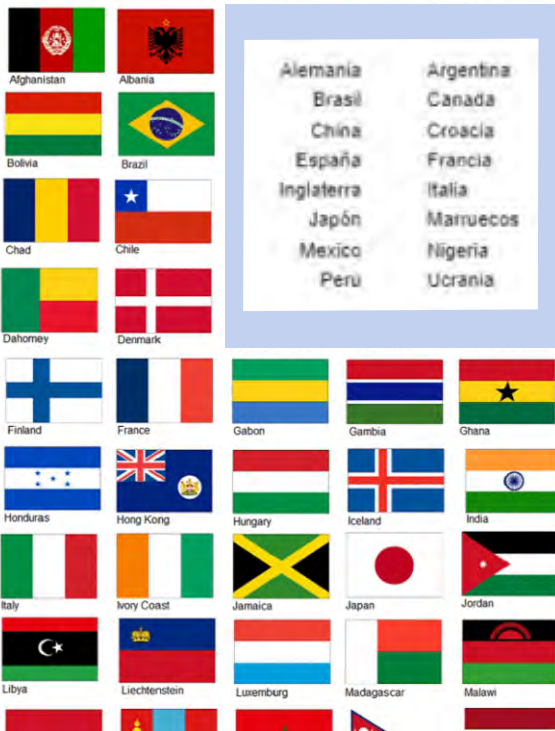 Afghanistan Albania
Alemania Argentina
Brasil Canada
China Croacia
España Francia
Inglaterra Italia
Japón Marruecos
Mexico Nigeria
Peru Ucrania
Bolivia Brazil
Chad Chile
Dahomey Denmark
Finland France Gabon Gambia Ghana
Honduras Hong Kong Hungary Iceland India
Italy Ivory Coast Jamaica Japan Jordan
Libya Liechtenstein Luxemburg Madagascar Malawi